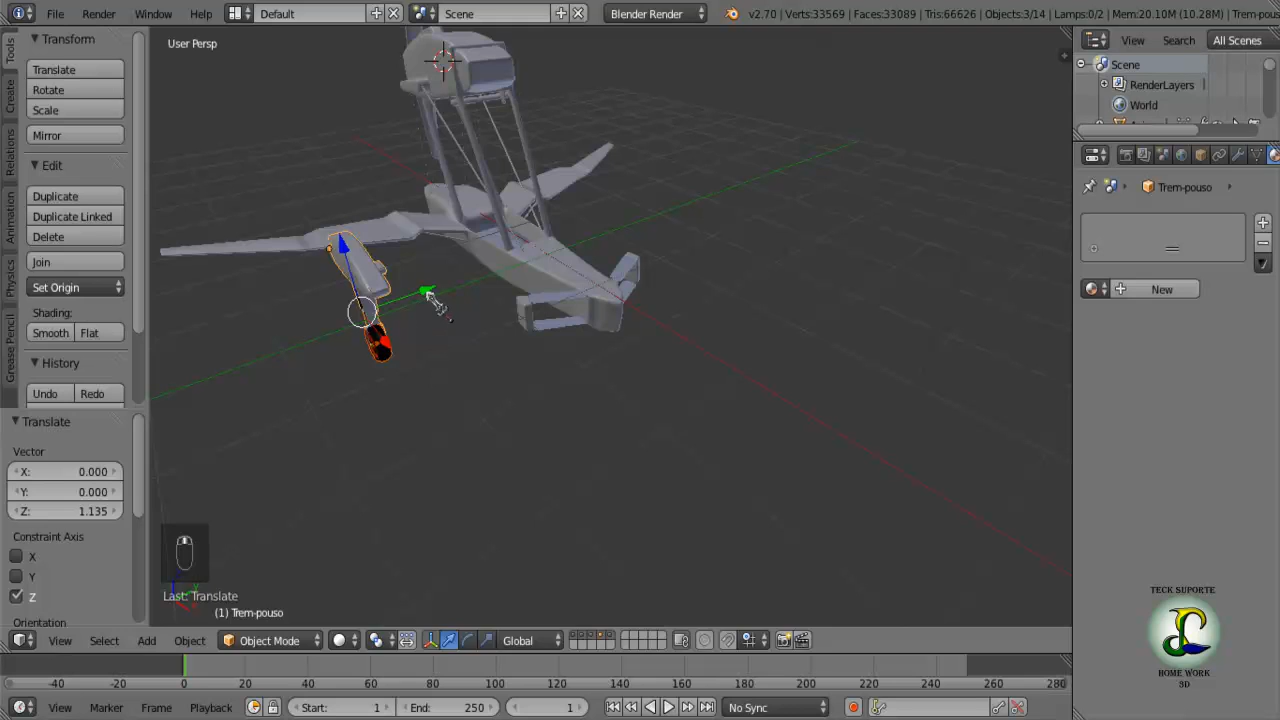 File Render Window Help Default Scene Blender Render v2.70 | Verts:33569 | Faces:33089 | Tris:66626 | Objects:3/14 | Lamps:0/2 | Mem:20.10M (10.28M) | Trem-pous
Tools
Create
Relations
Animation
Physics
Grease Pencil
Transform
Translate
Rotate
Scale
Mirror
Edit
Duplicate
Duplicate Linked
Delete
Join
Set Origin
Shading:
Smooth Flat
History
Undo Redo
Translate
Vector
X: 0.000
Y: 0.000
Z: 1.135
Constraint Axis
X
Y
Z
Orientation
User Persp
Last: Translate
(1) Trem-pouso
View Search All Scenes
Scene
RenderLayers
World
Trem-pouso
New
TECK SUPORTE
HOME WORK
3D
View Select Add Object Object Mode Global
-40 -20 0 20 40 60 80 100 120 140 160 180 200 220 240 260 280
View Marker Frame Playback Start: 1 End: 250 1 No Sync